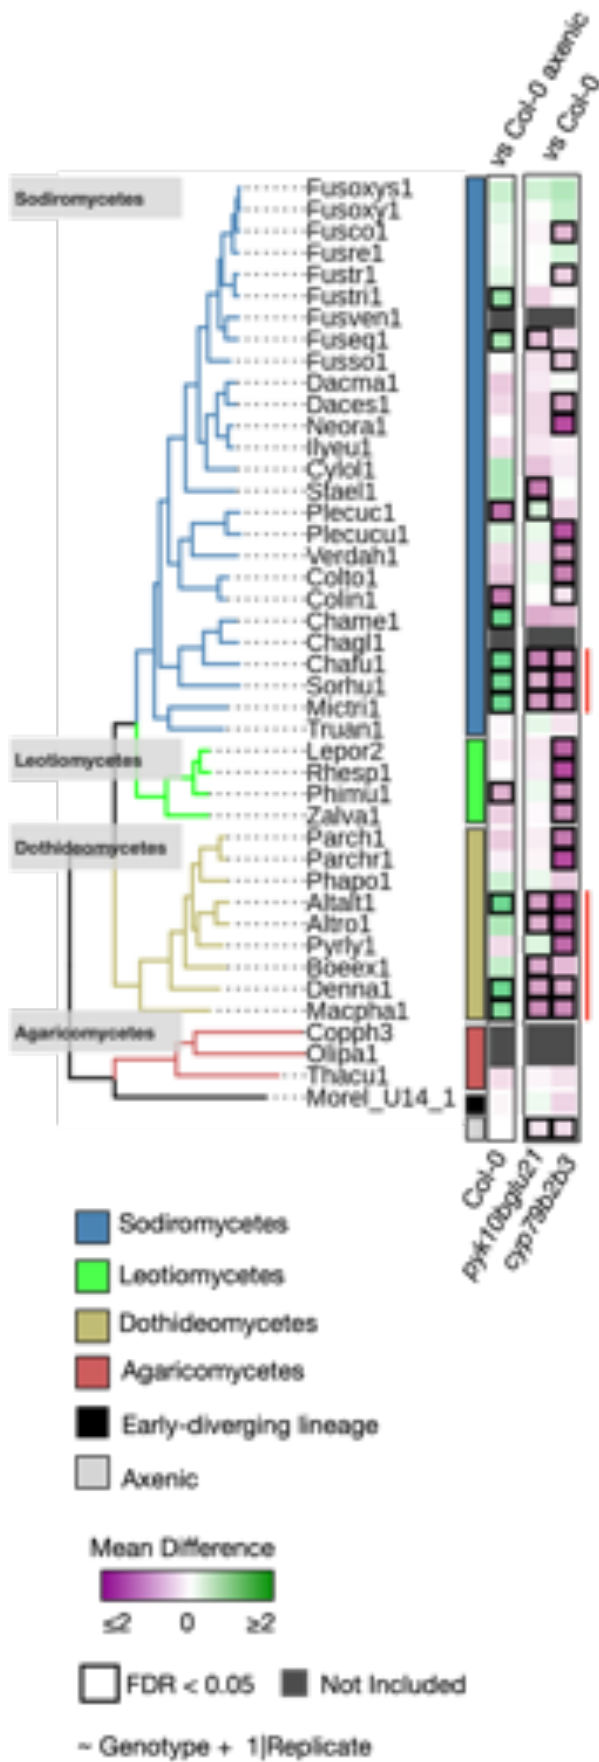 vs Col-0 axenic
vs Col-0
Sodiromycetes
Fusoxys1
Fusoxy1
Fusco1
Fusre1
Fustr1
Fustri1
Fusven1
Fuseq1
Fusso1
Dacma1
Daces1
Neora1
Ilyeu1
Cylol1
Stael1
Plecuc1
Plecucu1
Verdah1
Colto1
Colin1
Chame1
Chagl1
Chafu1
Sorhu1
Mictri1
Truan1
Leotiomycetes
Lepor2
Rhesp1
Phimu1
Zalva1
Dothideomycetes
Parch1
Parchr1
Phapo1
Altalt1
Altro1
Pyrly1
Boeex1
Denna1
Macpha1
Agaricomycetes
Copph3
Olipa1
Thacu1
Morel_U14_1
Col-0
pyk10bglu21
cyp79b2b3
Sodiromycetes
Leotiomycetes
Dothideomycetes
Agaricomycetes
Early-diverging lineage
Axenic
Mean Difference
≤2 0 ≥2
FDR < 0.05 Not Included
~ Genotype + 1|Replicate